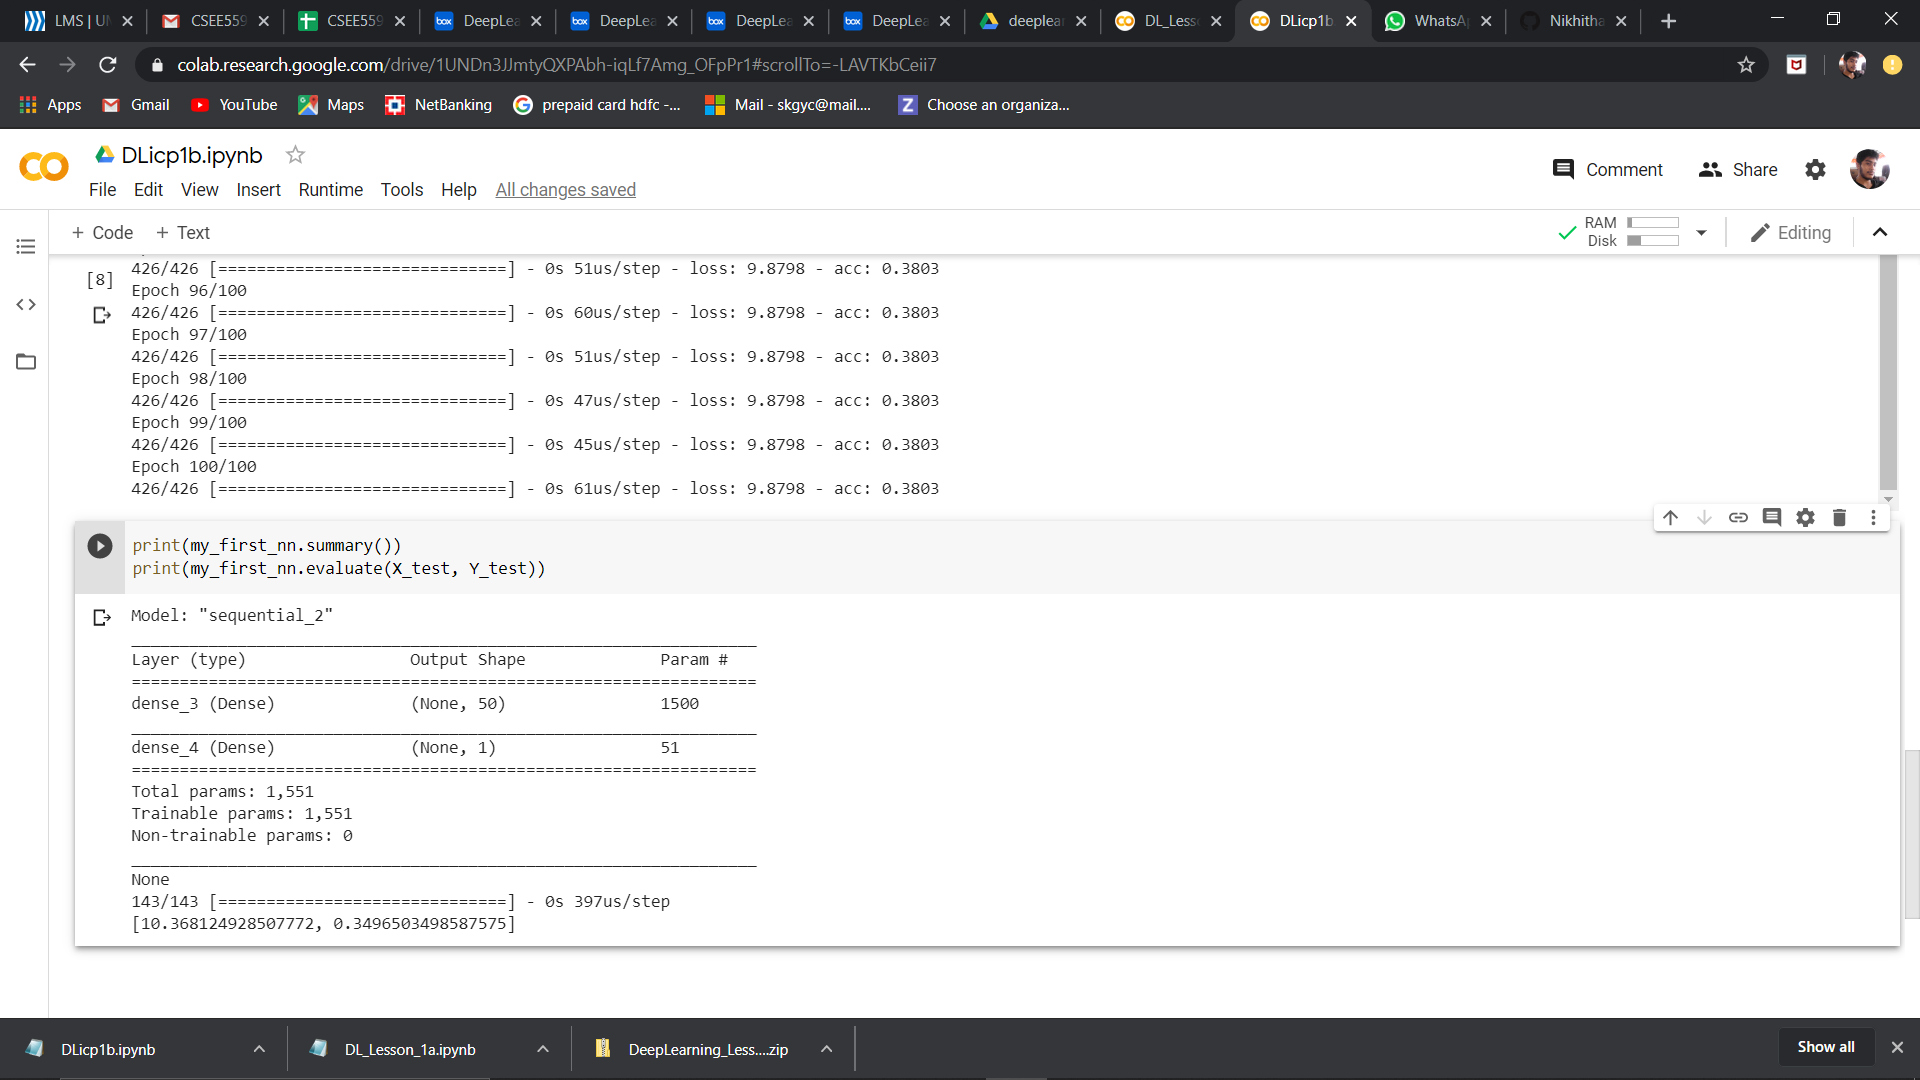 LMS | UM
CSEE559
CSEE559
DeepLea
DeepLea
DeepLea
DeepLea
deeplear
DL_Lesso
DLicp1b.
WhatsAp
Nikhitha
colab.research.google.com/drive/1UNDn3JJmtyQXPAbh-iqLf7Amg_OFpPr1#scrollTo=-LAVTKbCeii7
Apps
Gmail
YouTube
Maps
NetBanking
prepaid card hdfc -...
Mail - skgyc@mail....
Choose an organiza...
DLicp1b.ipynb
Comment
Share
File Edit View Insert Runtime Tools Help All changes saved
+ Code + Text
RAM
Disk
Editing
[8]
426/426 [==============================] - 0s 51us/step - loss: 9.8798 - acc: 0.3803
Epoch 96/100
426/426 [==============================] - 0s 60us/step - loss: 9.8798 - acc: 0.3803
Epoch 97/100
426/426 [==============================] - 0s 51us/step - loss: 9.8798 - acc: 0.3803
Epoch 98/100
426/426 [==============================] - 0s 47us/step - loss: 9.8798 - acc: 0.3803
Epoch 99/100
426/426 [==============================] - 0s 45us/step - loss: 9.8798 - acc: 0.3803
Epoch 100/100
426/426 [==============================] - 0s 61us/step - loss: 9.8798 - acc: 0.3803
print(my_first_nn.summary())
print(my_first_nn.evaluate(X_test, Y_test))
Model: "sequential_2"
_________________________________________________________________
Layer (type) Output Shape Param #
=================================================================
dense_3 (Dense) (None, 50) 1500
_________________________________________________________________
dense_4 (Dense) (None, 1) 51
=================================================================
Total params: 1,551
Trainable params: 1,551
Non-trainable params: 0
_________________________________________________________________
None
143/143 [==============================] - 0s 397us/step
[10.368124928507772, 0.3496503498587575]
DLicp1b.ipynb
DL_Lesson_1a.ipynb
DeepLearning_Less....zip
Show all